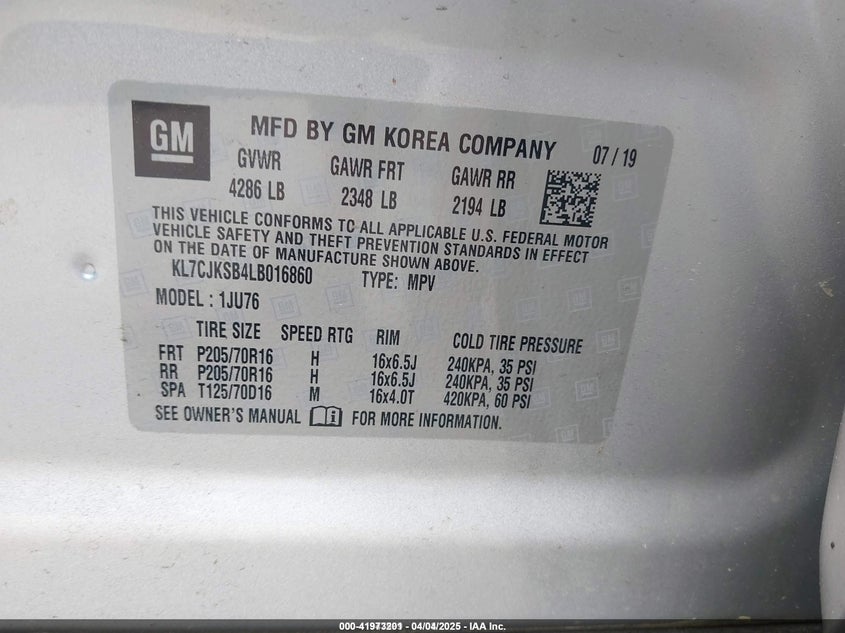 GM
MFD BY GM KOREA COMPANY 07 / 19
GVWR GAWR FRT GAWR RR
4286 LB 2348 LB 2194 LB
THIS VEHICLE CONFORMS TO ALL APPLICABLE U.S. FEDERAL MOTOR
VEHICLE SAFETY AND THEFT PREVENTION STANDARDS IN EFFECT
ON THE DATE OF MANUFACTURE SHOWN ABOVE.
KL7CJKSB4LB016860 TYPE: MPV
MODEL : 1JU76
TIRE SIZE SPEED RTG RIM COLD TIRE PRESSURE
FRT P205/70R16 H 16x6.5J 240KPA, 35 PSI
RR P205/70R16 H 16x6.5J 240KPA, 35 PSI
SPA T125/70D16 M 16x4.0T 420KPA, 60 PSI
SEE OWNER'S MANUAL FOR MORE INFORMATION.
000-41973201 - 04/04/2025 - IAA Inc.